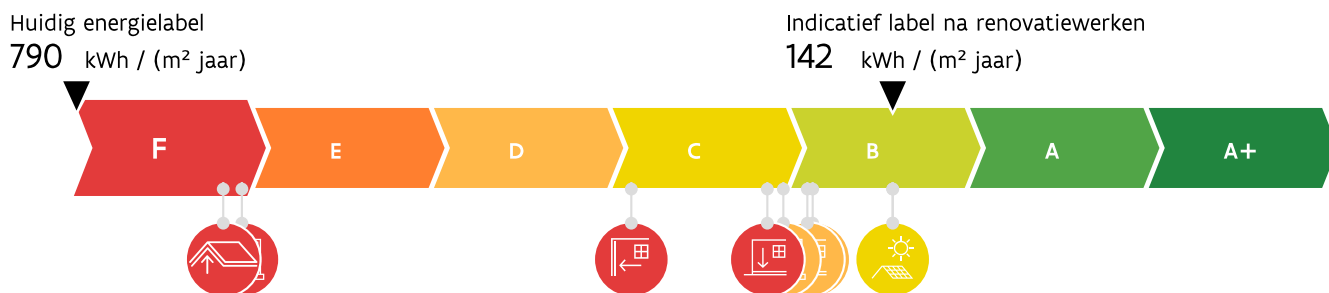 Huidig energielabel
790 kWh / (m² jaar)
Indicatief label na renovatiewerken
142 kWh / (m² jaar)
F E D C B A A+